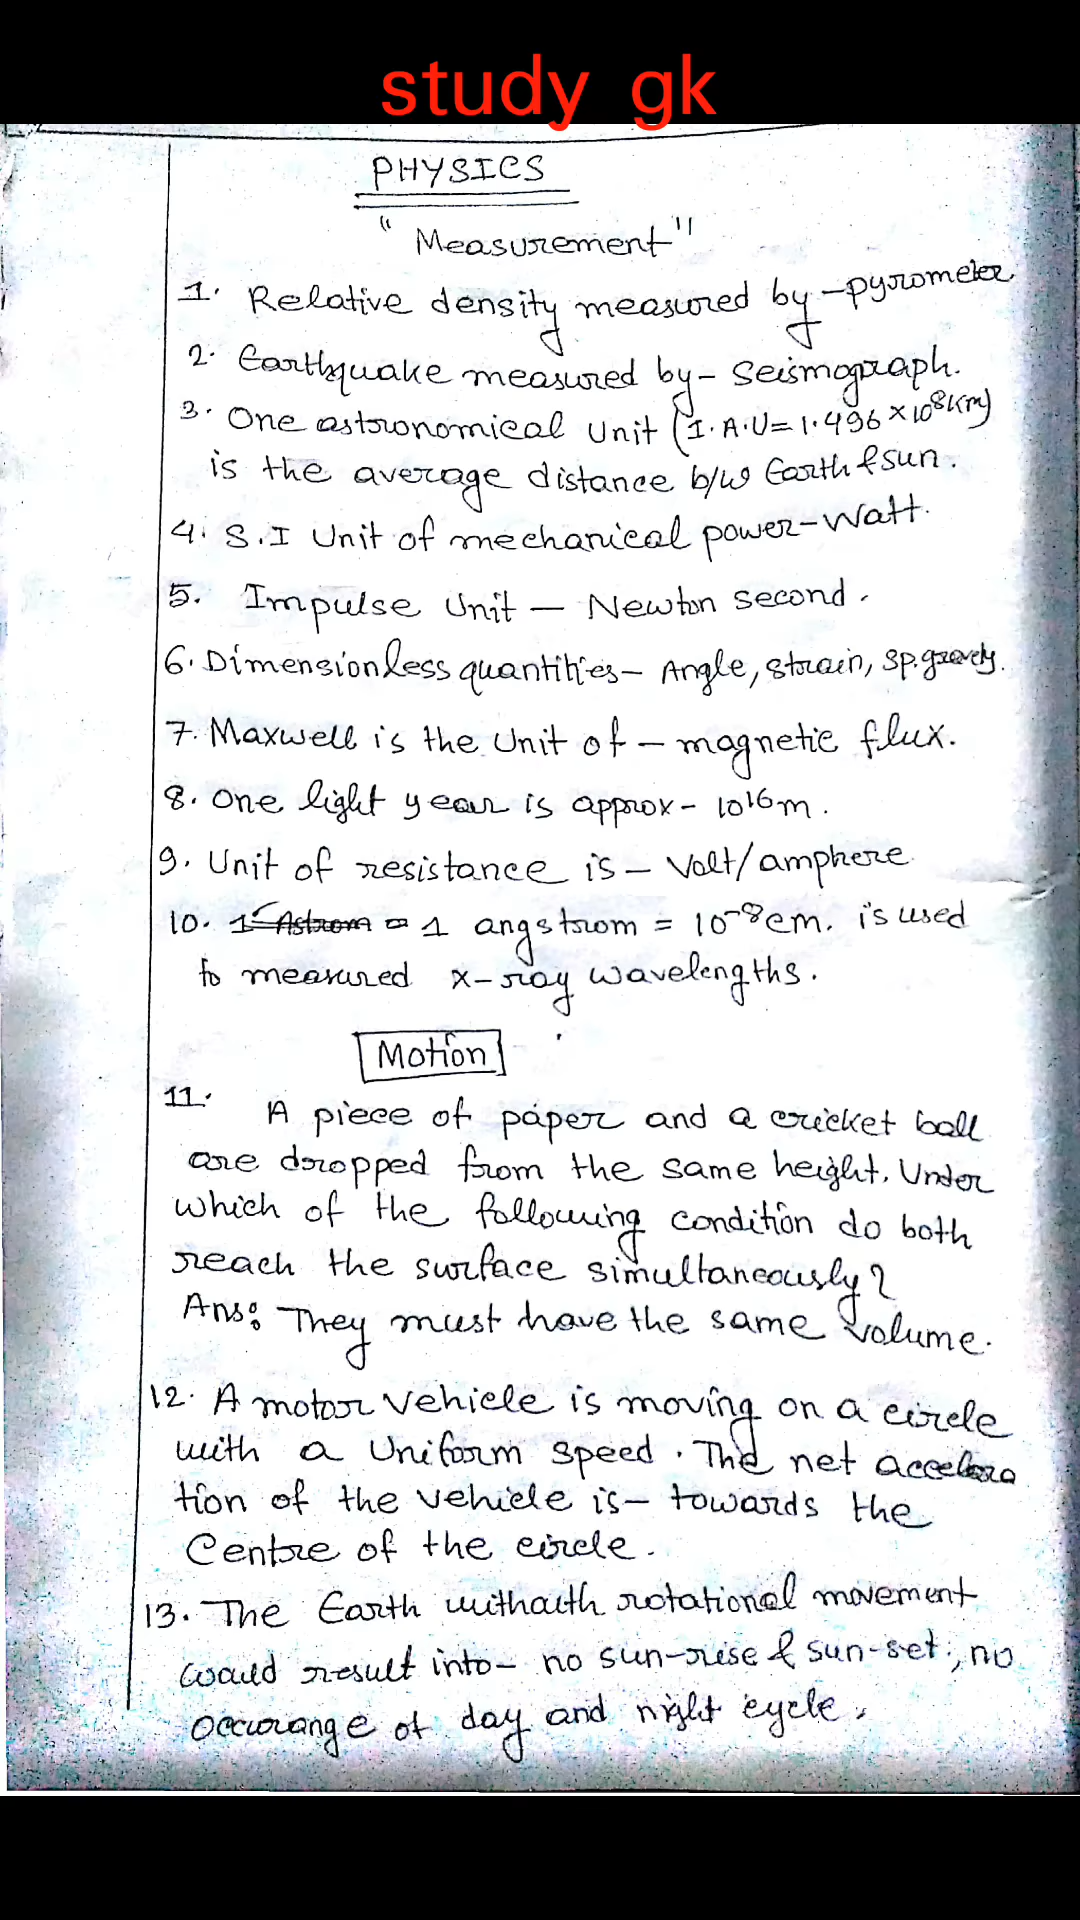 study gk
PHYSICS
"Measurement"
1. Relative density measured by - pyrometer
2. Earthquake measured by - Seismograph.
3. One astronomical Unit (1.A.U = 1.496 × 10⁸ Km)
is the average distance b/w Earth & sun.
4. S.I Unit of mechanical power - Watt.
5. Impulse Unit — Newton second.
6. Dimensionless quantities - Angle, strain, sp. gravety.
7. Maxwell is the Unit of - magnetic flux.
8. One light year is approx - 10¹⁶ m.
9. Unit of resistance is - Volt/amphere
10. 1 Astrom = 1 angstrom = 10⁻⁸ cm. is used
to measured x-ray wavelengths.
Motion
11. A piece of paper and a cricket ball
are dropped from the same height. Under
which of the following condition do both
reach the surface simultaneously?
Ans: They must have the same volume.
12. A motor vehicle is moving on a circle
with a Uniform speed. The net accelera
tion of the vehicle is - towards the
Centre of the circle.
13. The Earth withauth rotational movement
would result into - no sun-rise & sun-set; no
occurange of day and night cycle.